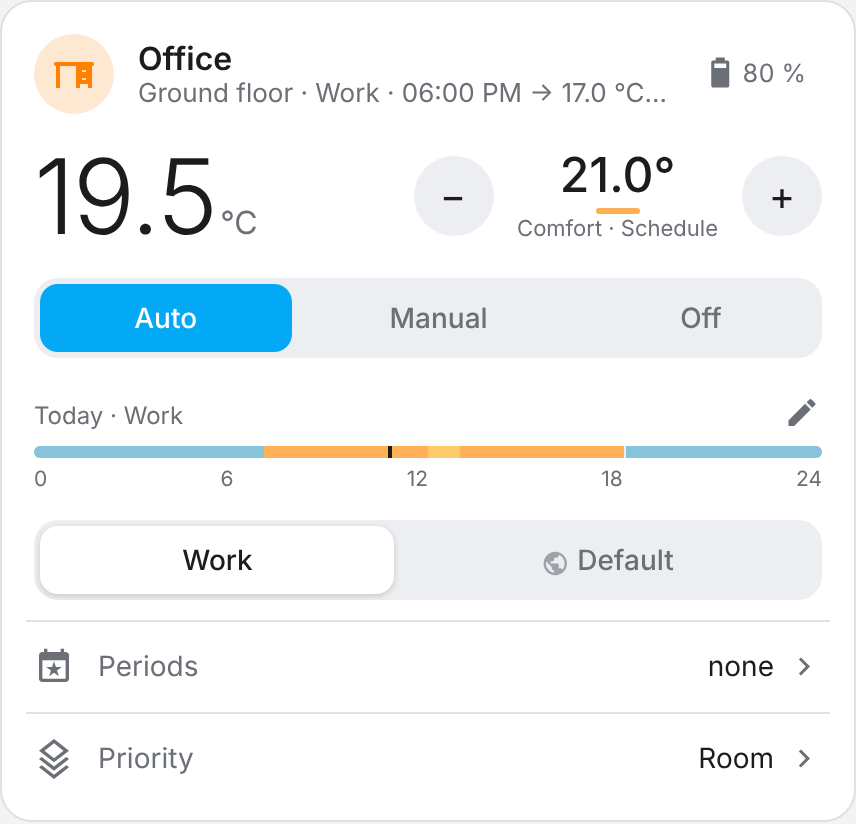 Office
Ground floor · Work · 06:00 PM → 17.0 °C...
80 %
19.5 °C
−
21.0°
+
Comfort · Schedule
Auto
Manual
Off
Today · Work
0
6
12
18
24
Work
Default
Periods
none
Priority
Room